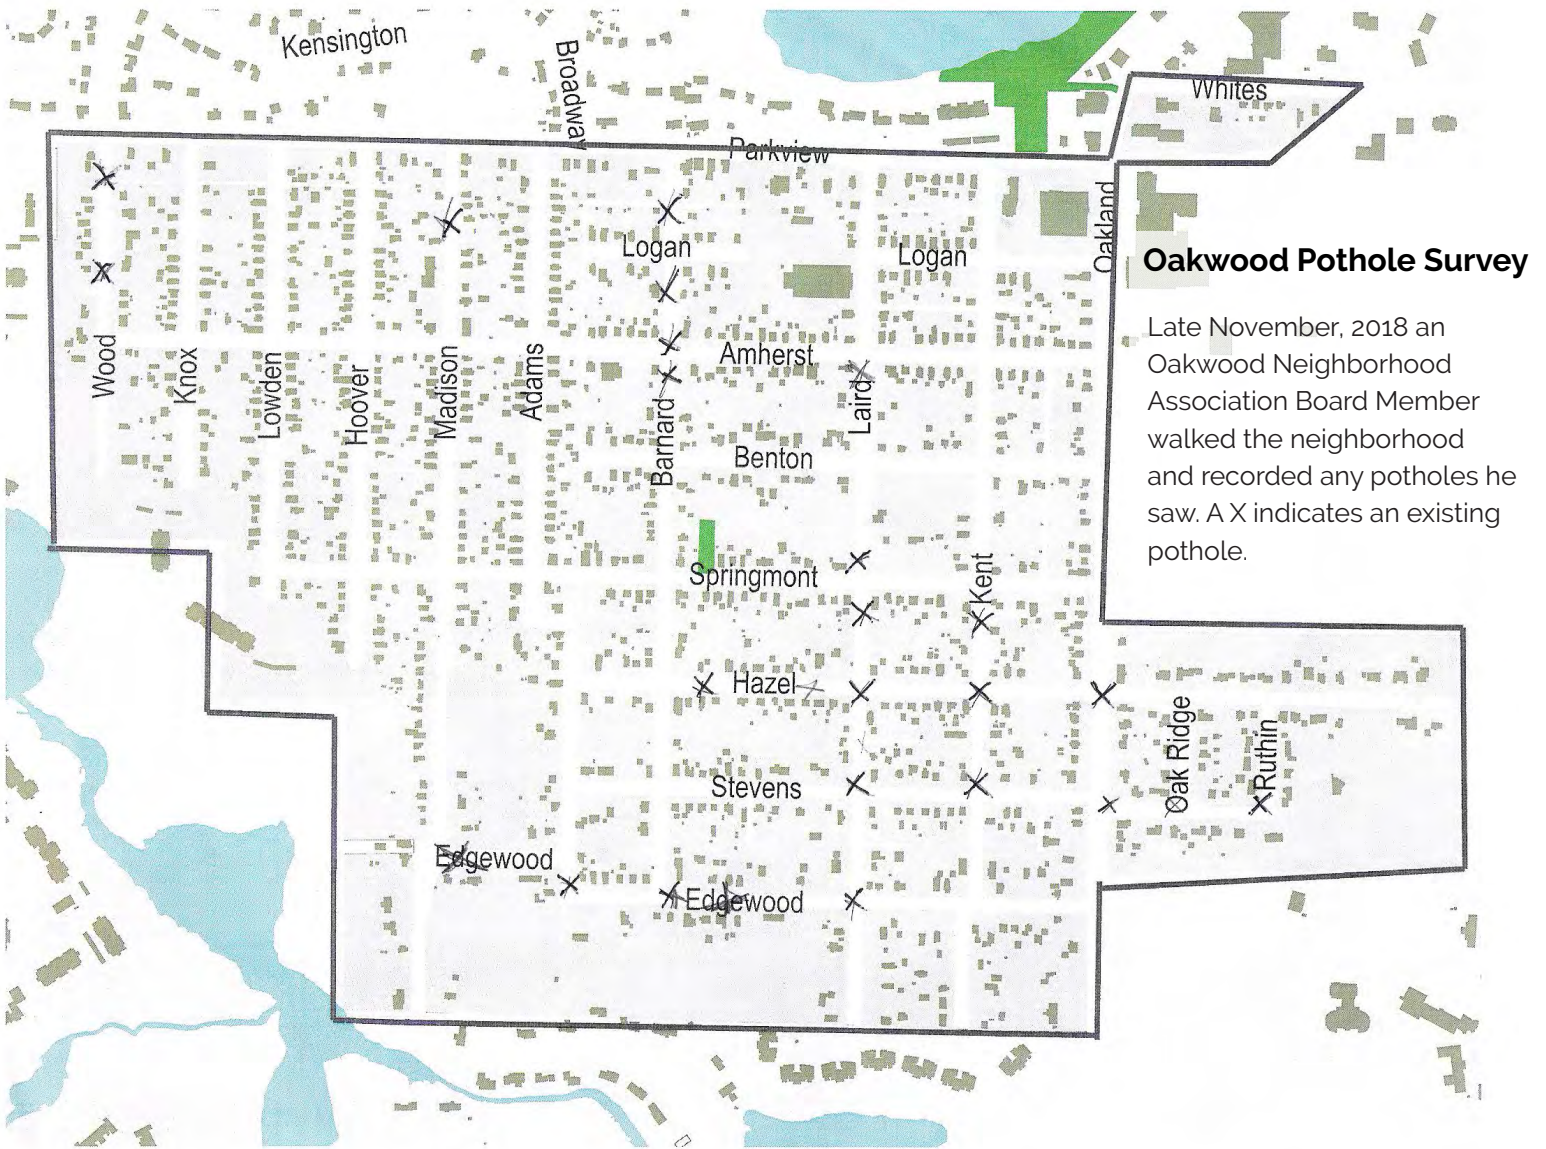 Kensington
Broadway
Whites
Parkview
Logan
Logan
Oakland
Oakwood Pothole Survey
Late November, 2018 an
Oakwood Neighborhood
Association Board Member
walked the neighborhood
and recorded any potholes he
saw. A X indicates an existing
pothole.
Wood
Knox
Lowden
Hoover
Madison
Adams
Barnard
Amherst
Laird
Benton
Springmont
Kent
Hazel
Oak Ridge
Ruthin
Stevens
Edgewood
Edgewood